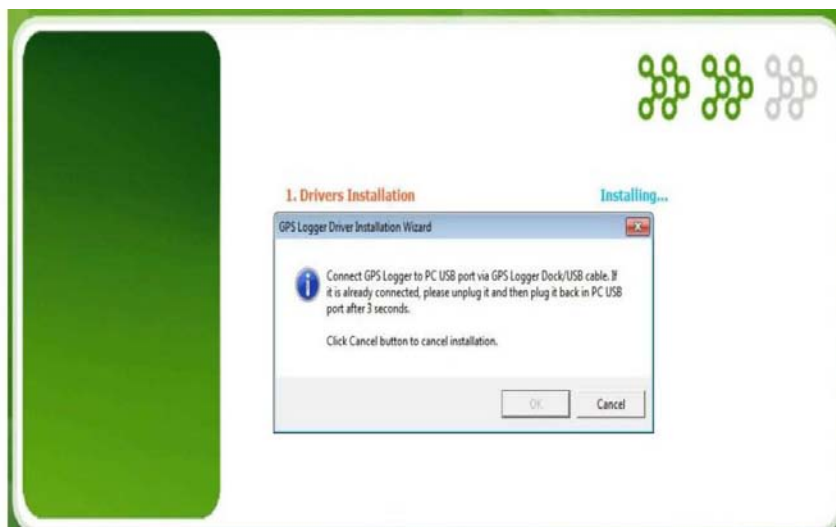 1. Drivers Installation
Installing...
GPS Logger Driver Installation Wizard
Connect GPS Logger to PC USB port via GPS Logger Dock/USB cable. If
it is already connected, please unplug it and then plug it back in PC USB
port after 3 seconds.
Click Cancel button to cancel installation.
OK
Cancel